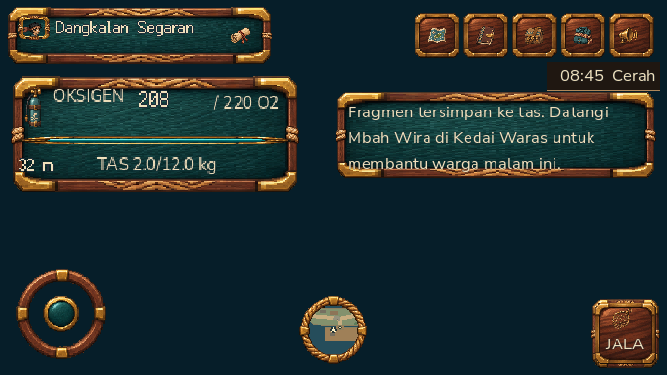 Dangkalan Segaran
08:45 Cerah
OKSIGEN 208 / 220 O2
32 m TAS 2.0/12.0 kg
Fragmen tersimpan ke tas. Datangi
Mbah Wira di Kedai Waras untuk
membantu warga malam ini.
JALA